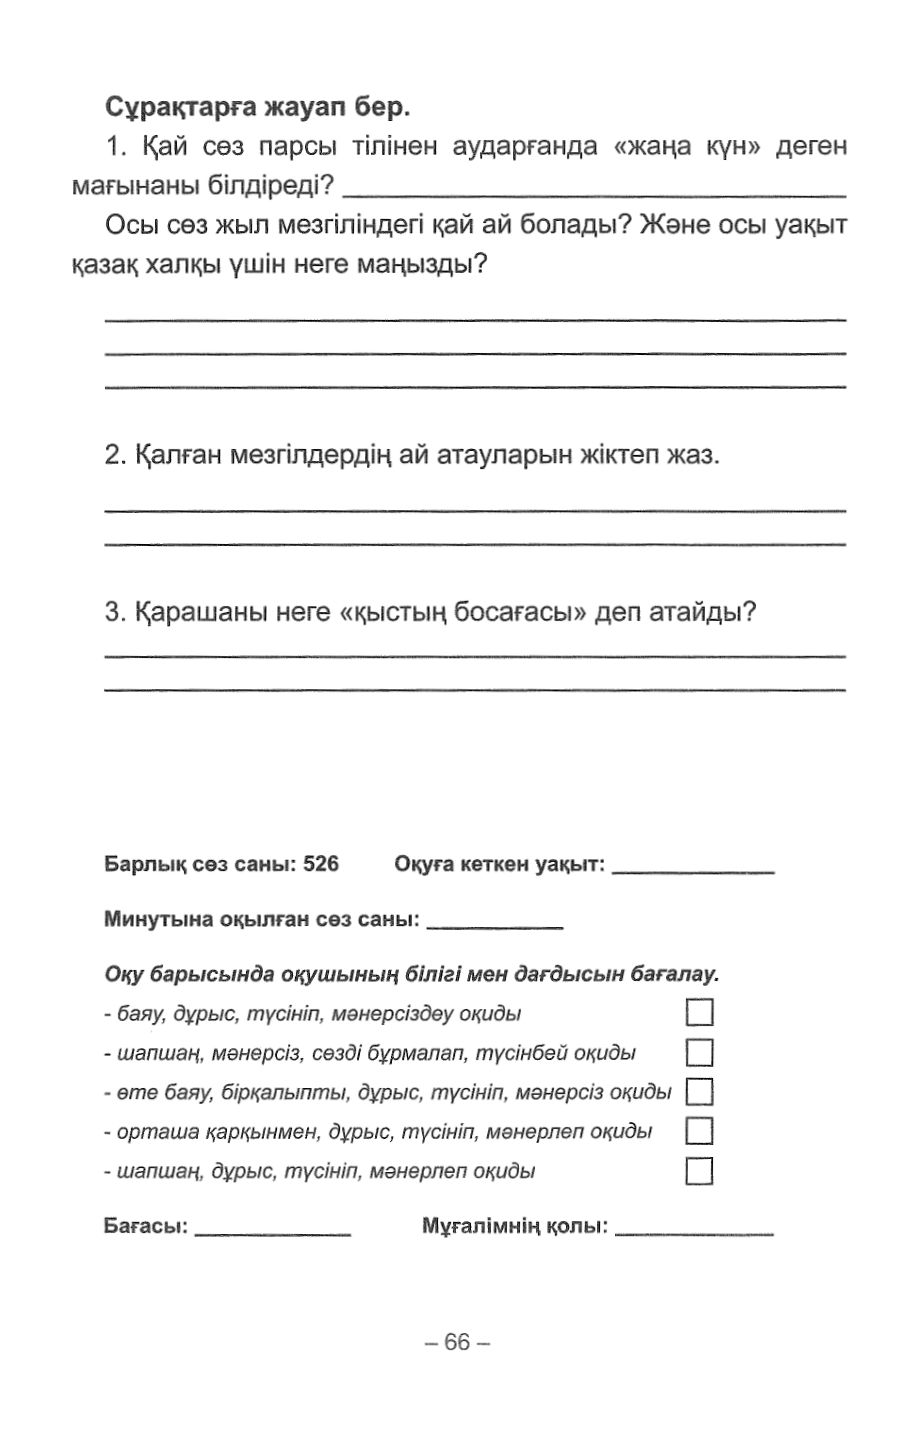 Сұрақтарға жауап бер.
1. Қай сөз парсы тілінен аударғанда «жаңа күн» деген
мағынаны білдіреді?
Осы сөз жыл мезгіліндегі қай ай болады? Және осы уақыт
қазақ халқы үшін неге маңызды?
2. Қалған мезгілдердің ай атауларын жіктеп жаз.
3. Қарашаны неге «қыстың босағасы» деп атайды?
Барлық сөз саны: 526 Оқуға кеткен уақыт:
Минутына оқылған сөз саны:
Оқу барысында оқушының білігі мен дағдысын бағалау.
- баяу, дұрыс, түсініп, мәнерсіздеу оқиды
- шапшаң, мәнерсіз, сөзді бұрмалап, түсінбей оқиды
- өте баяу, бірқалыпты, дұрыс, түсініп, мәнерсіз оқиды
- орташа қарқынмен, дұрыс, түсініп, мәнерлеп оқиды
- шапшаң, дұрыс, түсініп, мәнерлеп оқиды
Бағасы: Мұғалімнің қолы:
– 66 –